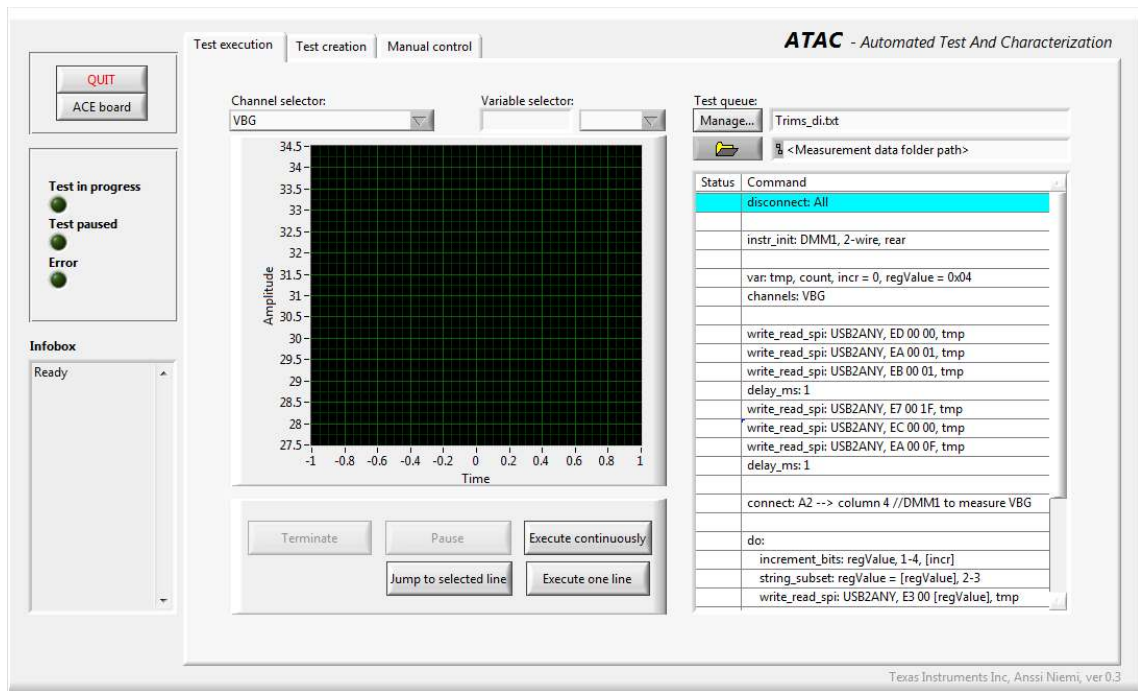 Test execution
Test creation
Manual control
ATAC - Automated Test And Characterization
QUIT
ACE board
Test in progress
Test paused
Error
Infobox
Ready
Channel selector:
VBG
Variable selector:
34.5
34
33.5
33
32.5
32
31.5
31
30.5
30
29.5
29
28.5
28
27.5
Amplitude
-1 -0.8 -0.6 -0.4 -0.2 0 0.2 0.4 0.6 0.8 1
Time
Terminate
Pause
Execute continuously
Jump to selected line
Execute one line
Test queue:
Manage...
Trims_di.txt
<Measurement data folder path>
Status Command
disconnect: All
instr_init: DMM1, 2-wire, rear
var: tmp, count, incr = 0, regValue = 0x04
channels: VBG
write_read_spi: USB2ANY, ED 00 00, tmp
write_read_spi: USB2ANY, EA 00 01, tmp
write_read_spi: USB2ANY, EB 00 01, tmp
delay_ms: 1
write_read_spi: USB2ANY, E7 00 1F, tmp
write_read_spi: USB2ANY, EC 00 00, tmp
write_read_spi: USB2ANY, EA 00 0F, tmp
delay_ms: 1
connect: A2 --> column 4 //DMM1 to measure VBG
do:
increment_bits: regValue, 1-4, [incr]
string_subset: regValue = [regValue], 2-3
write_read_spi: USB2ANY, E3 00 [regValue], tmp
Texas Instruments Inc, Anssi Niemi, ver 0.3